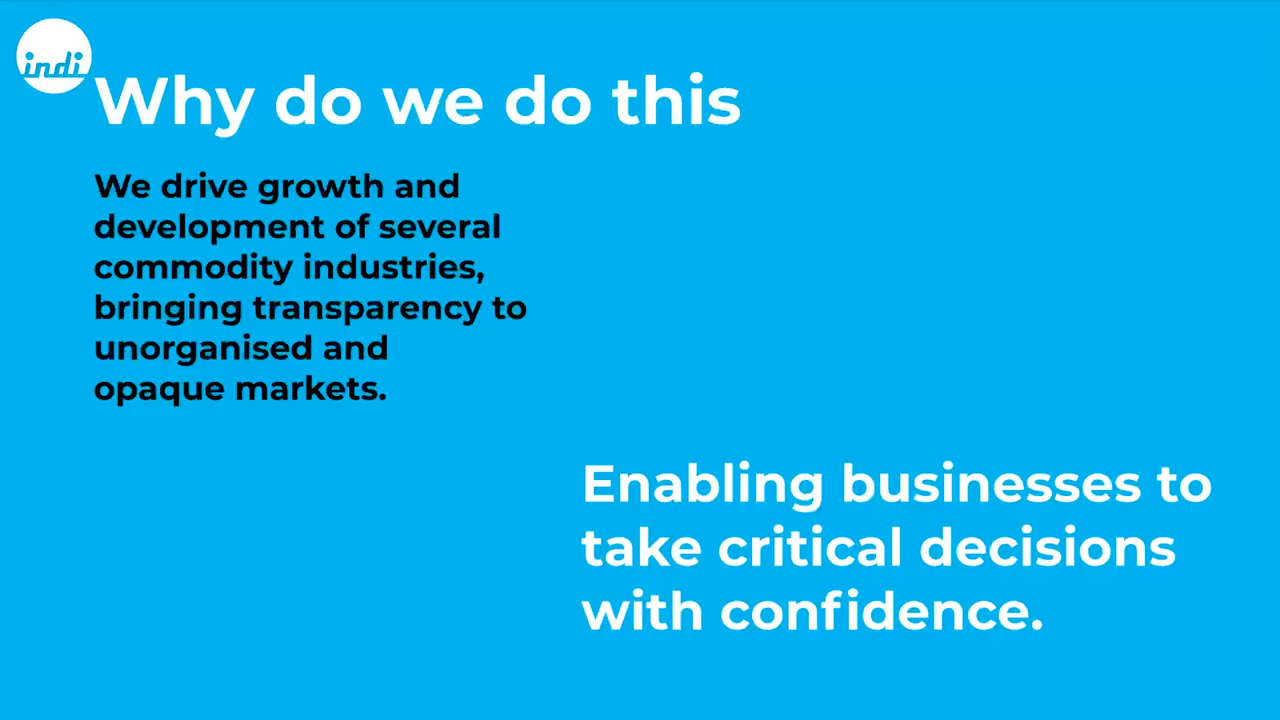 indi
Why do we do this
We drive growth and
development of several
commodity industries,
bringing transparency to
unorganised and
opaque markets.
Enabling businesses to
take critical decisions
with confidence.